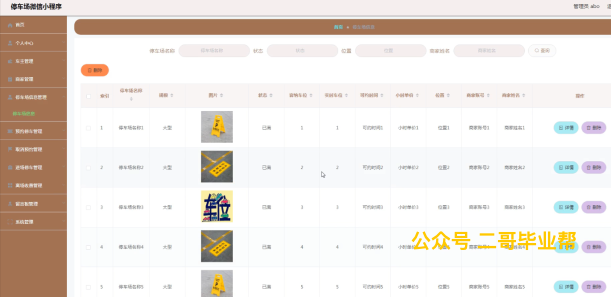 停车场微信小程序
管理员 abo
首页
首页
停车场信息
个人中心
车主管理
商家管理
停车场信息管理
停车场信息
预约停车管理
取消预约管理
进场停车管理
离场收费管理
留言板管理
系统管理
停车场名称
停车场名称
状态
状态
位置
位置
商家姓名
商家姓名
查询
删除
索引 停车场名称 规模 图片 状态 总停车位 空闲车位 可约时间 小时单价 位置 商家账号 商家姓名 操作
1 停车场名称1 大型 已满 1 1 可约时间1 小时单价1 位置1 商家账号1 商家姓名1 详情 删除
2 停车场名称2 大型 已满 2 2 可约时间2 小时单价2 位置2 商家账号2 商家姓名2 详情 删除
车位
3 停车场名称3 大型 已满 3 3 可约时间3 小时单价3 位置3 商家账号3 商家姓名3 详情 删除
4 停车场名称4 大型 已满 4 4 可约时间4 小时单价4 位置4 商家账号4 商家姓名4 详情 删除
公众号 二哥毕业帮
5 停车场名称5 大型 已满 5 5 可约时间5 小时单价5 位置5 商家账号5 商家姓名5 详情 删除